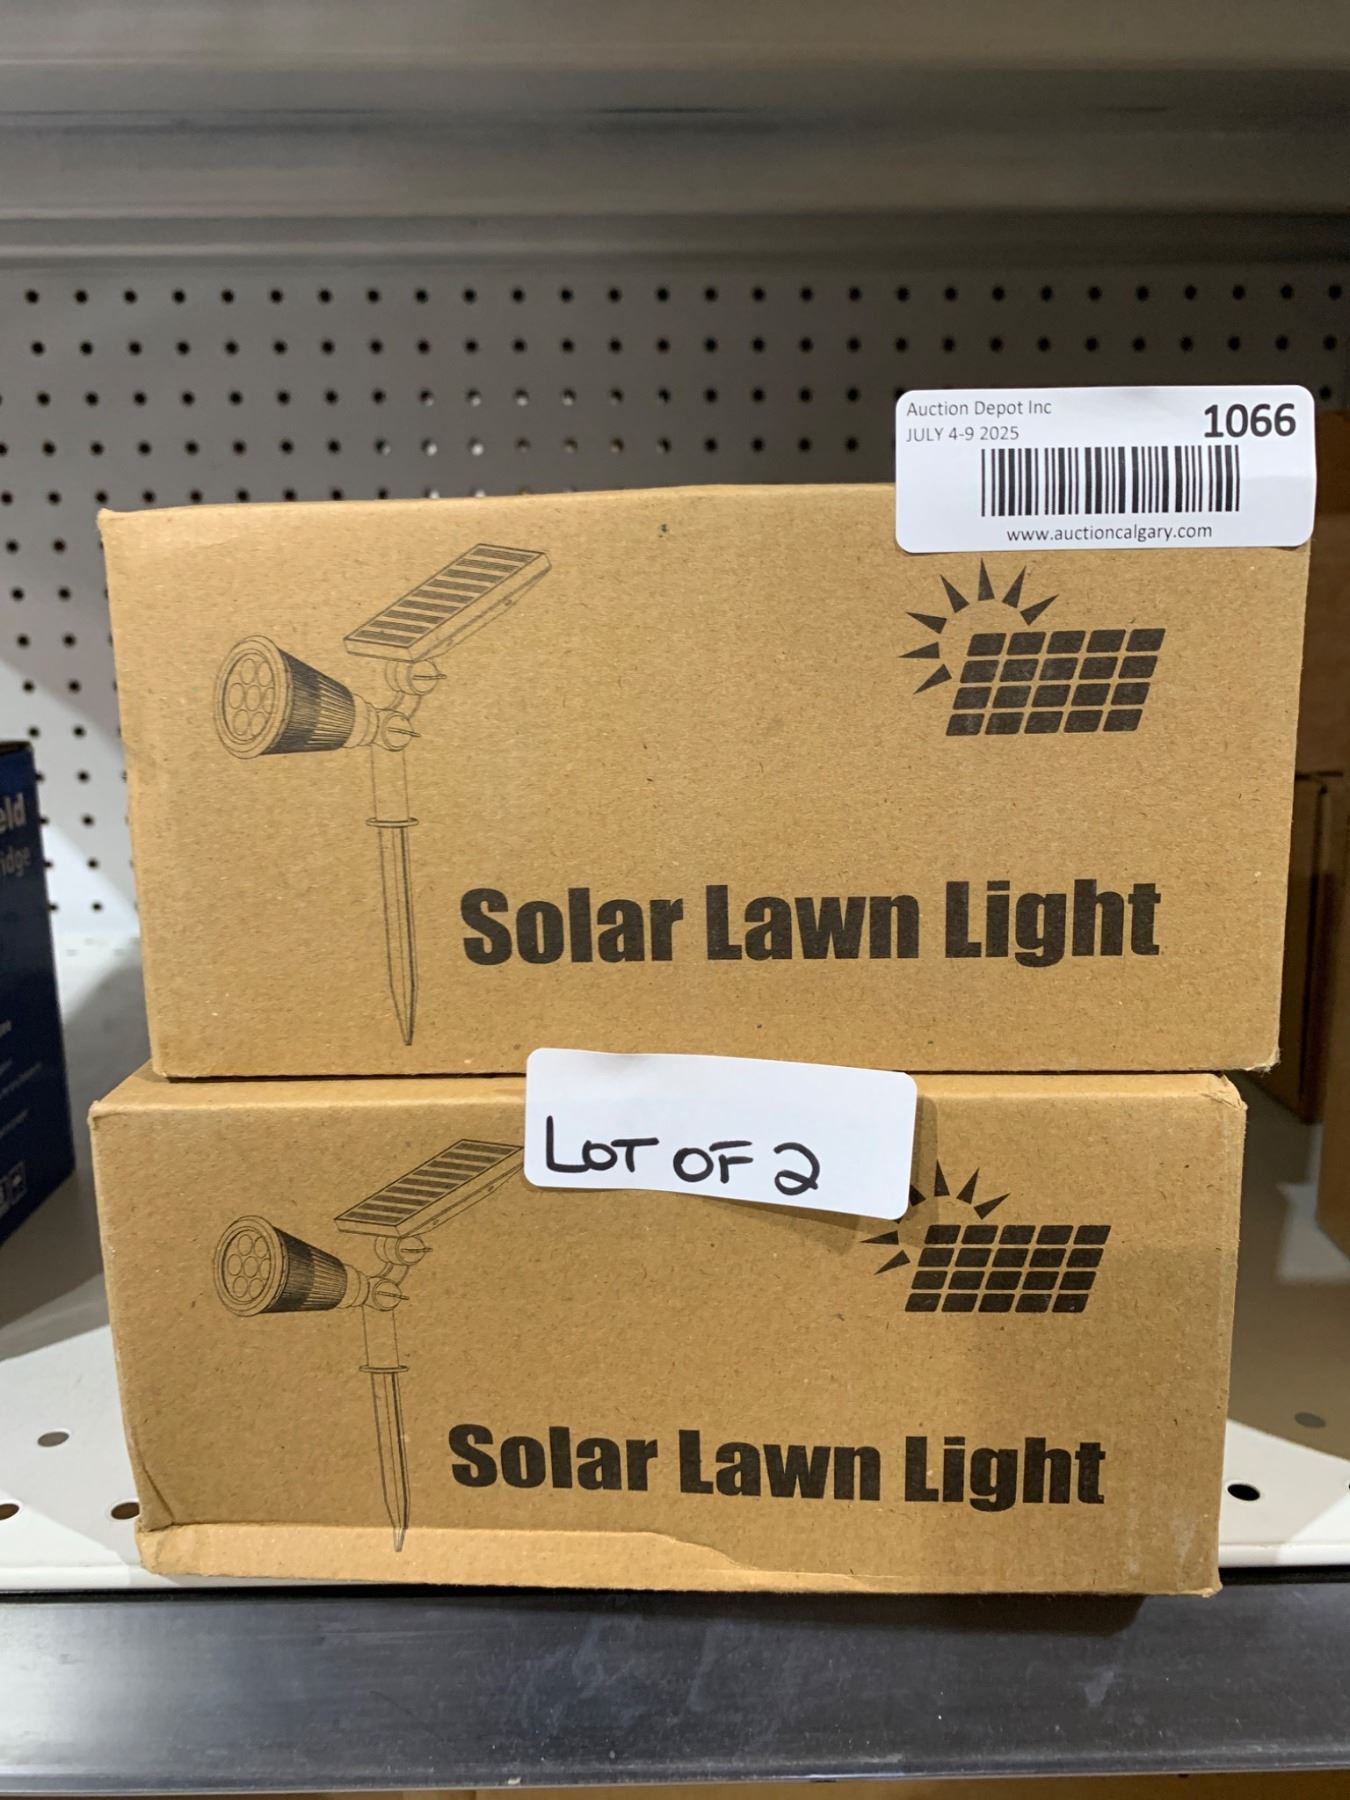 Auction Depot Inc
1066
JULY 4-9 2025
www.auctioncalgary.com
Solar Lawn Light
LOT OF 2
Solar Lawn Light